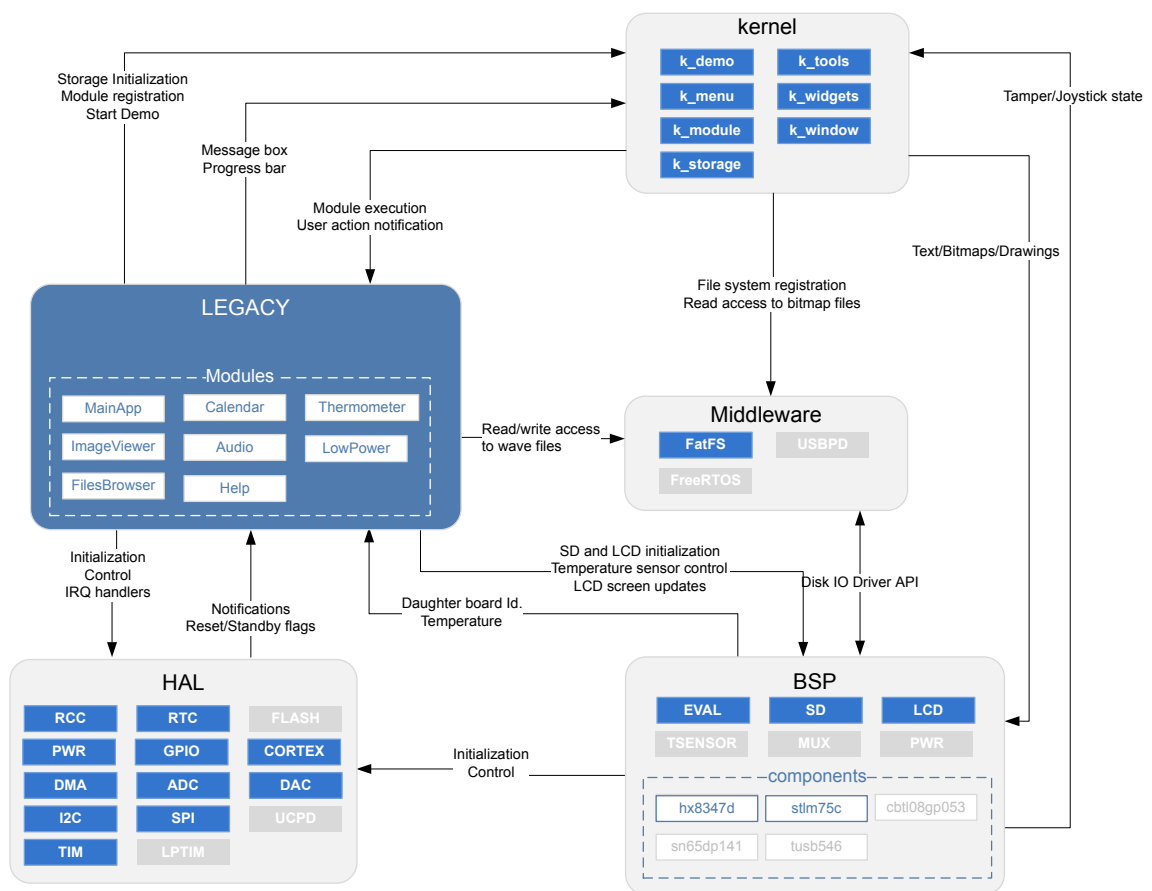 kernel
k_demo
k_tools
k_menu
k_widgets
k_module
k_window
k_storage
Storage Initialization
Module registration
Start Demo
Message box
Progress bar
Module execution
User action notification
Tamper/Joystick state
Text/Bitmaps/Drawings
File system registration
Read access to bitmap files
LEGACY
Modules
MainApp
Calendar
Thermometer
ImageViewer
Audio
LowPower
FilesBrowser
Help
Read/write access
to wave files
Middleware
FatFS
USBPD
FreeRTOS
Initialization
Control
IRQ handlers
Notifications
Reset/Standby flags
SD and LCD initialization
Temperature sensor control
LCD screen updates
Daughter board Id.
Temperature
Disk IO Driver API
HAL
RCC
RTC
FLASH
PWR
GPIO
CORTEX
DMA
ADC
DAC
I2C
SPI
UCPD
TIM
LPTIM
Initialization
Control
BSP
EVAL
SD
LCD
TSENSOR
MUX
PWR
components
hx8347d
stlm75c
cbtl08gp053
sn65dp141
tusb546